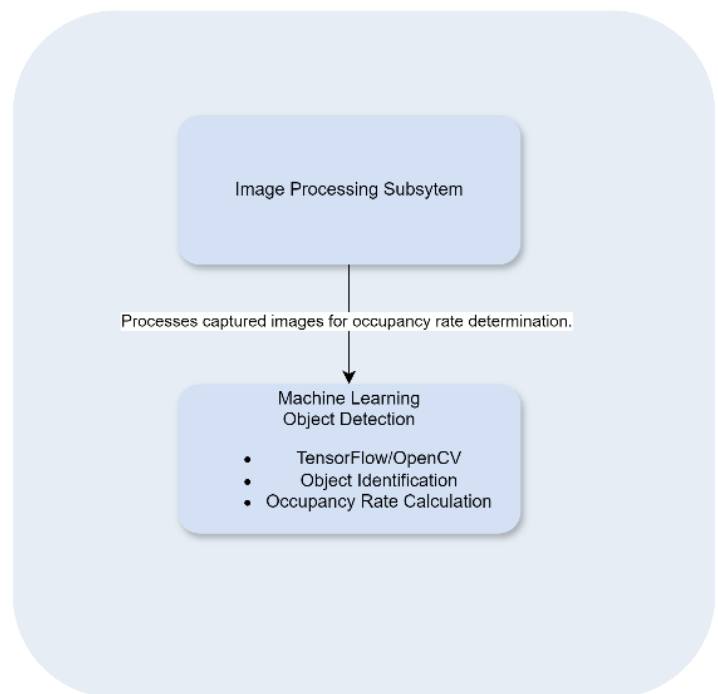 Image Processing Subsytem
Processes captured images for occupancy rate determination.
Machine Learning
Object Detection
• TensorFlow/OpenCV
• Object Identification
• Occupancy Rate Calculation